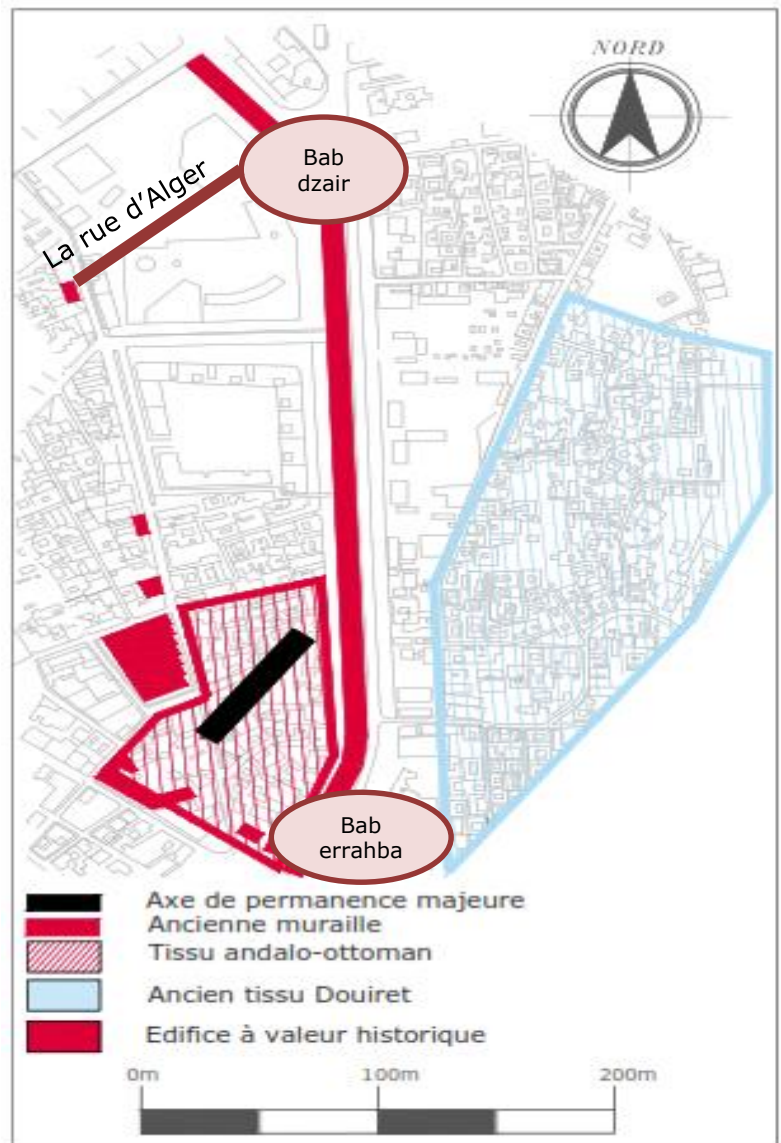 NORD
Bab
dzair
La rue d'Alger
Bab
errahba
Axe de permanence majeure
Ancienne muraille
Tissu andalo-ottoman
Ancien tissu Douiret
Edifice à valeur historique
0m 100m 200m